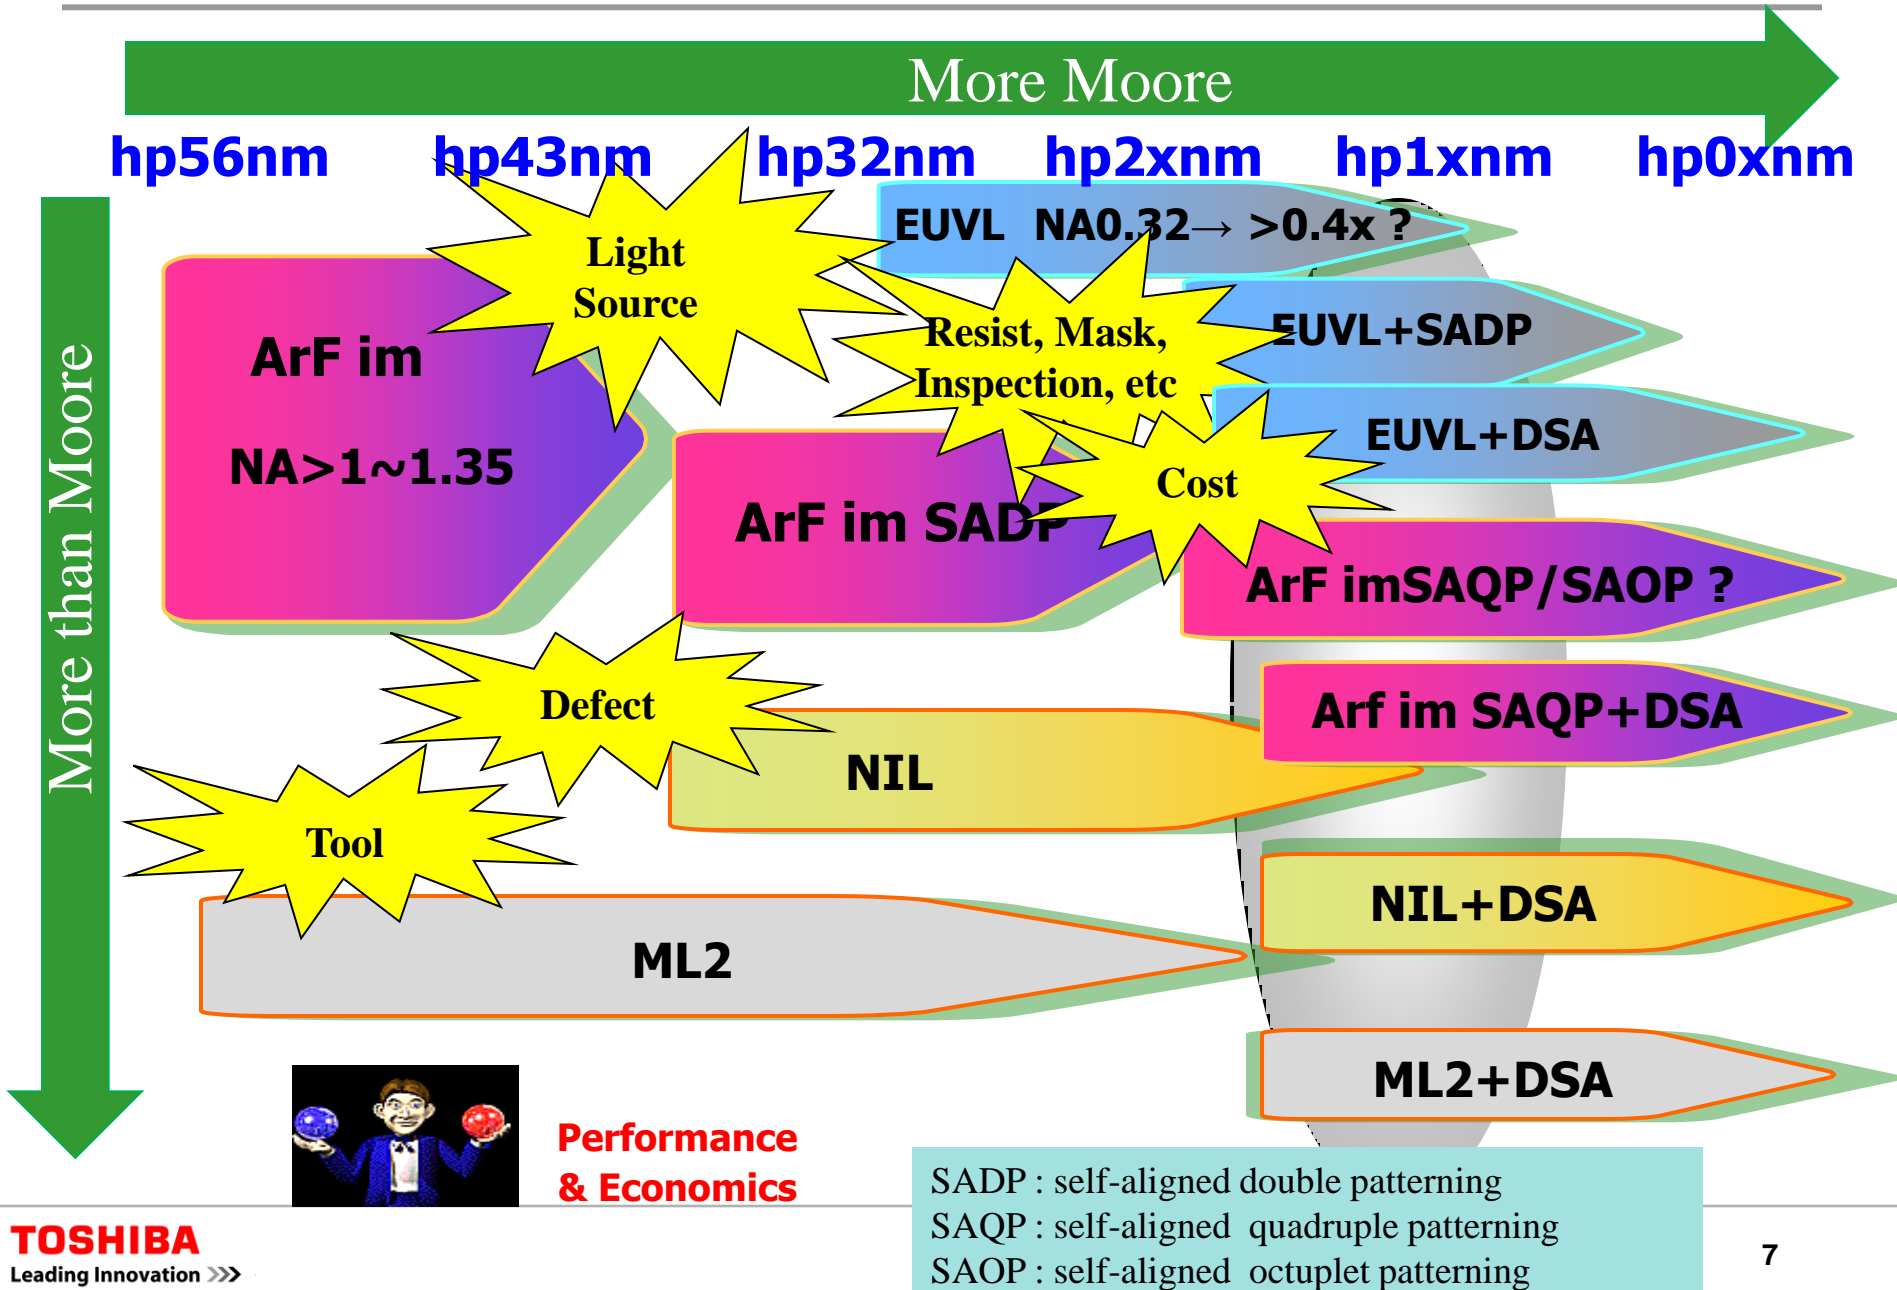 More Moore
hp56nm hp43nm hp32nm hp2xnm hp1xnm hp0xnm
More than Moore
EUVL NA0.32→ >0.4x ?
Light
Source
EUVL+SADP
Resist, Mask,
Inspection, etc
ArF im
NA>1~1.35
EUVL+DSA
Cost
ArF im SADP
ArF imSAQP/SAOP ?
Arf im SAQP+DSA
Defect
NIL
Tool
NIL+DSA
ML2
ML2+DSA
Performance
& Economics
SADP : self-aligned double patterning
SAQP : self-aligned quadruple patterning
SAOP : self-aligned octuplet patterning
TOSHIBA
Leading Innovation >>>
7